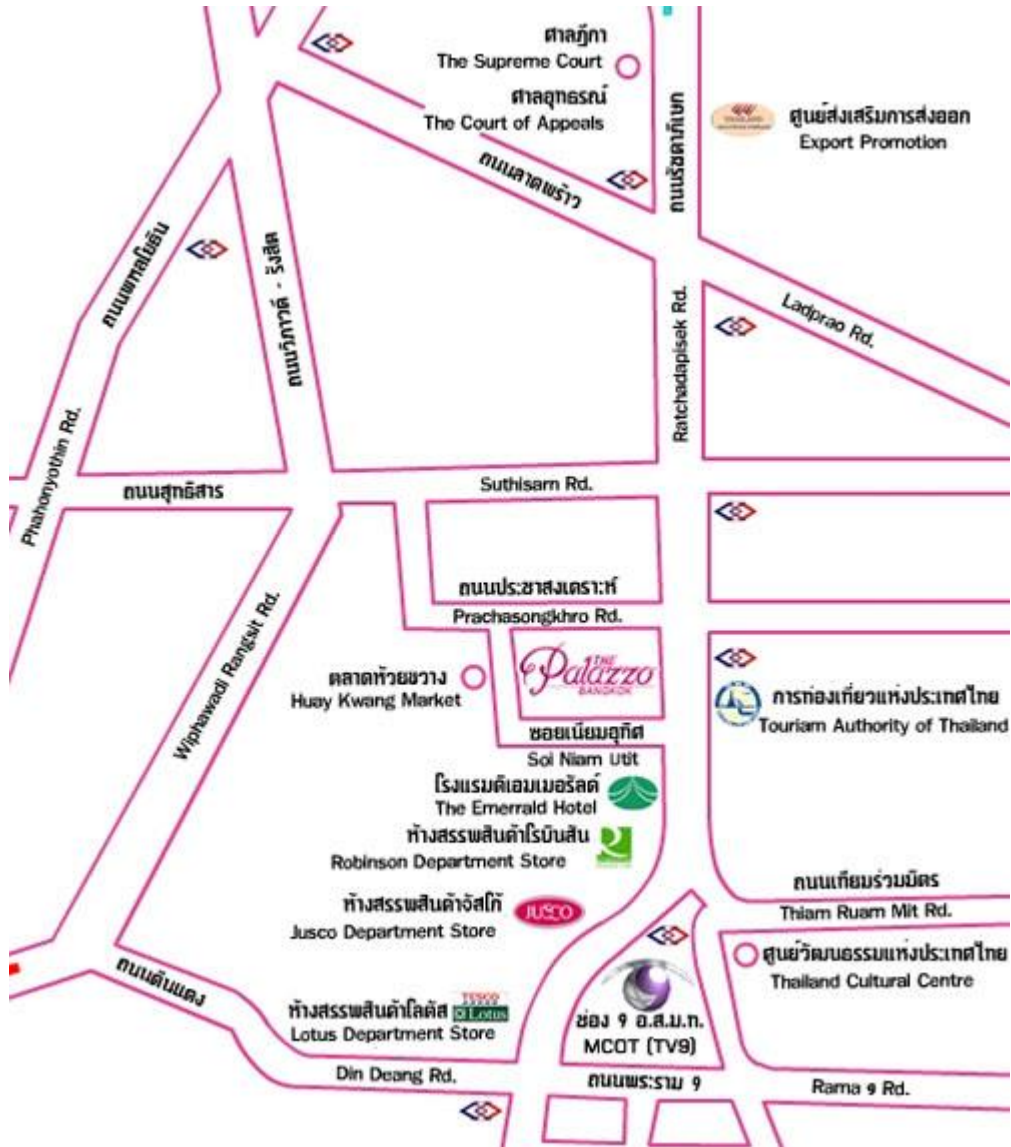 ศาลฎีกา
The Supreme Court
ศาลอุทธรณ์
The Court of Appeals
ถนนรัชดาภิเษก
THAILAND
ศูนย์ส่งเสริมการส่งออก
Export Promotion
ถนนลาดพร้าว
ถนนพหลโยธิน
ถนนวิภาวดี - รังสิต
Ratchadapisek Rd.
Ladprao Rd.
Phahonyothin Rd.
ถนนสุทธิสาร
Suthisarn Rd.
ถนนประชาสงเคราะห์
Prachasongkhro Rd.
Wiphawadi Rangsit Rd.
ตลาดห้วยขวาง
Huay Kwang Market
THE
Palazzo
BANGKOK
การท่องเที่ยวแห่งประเทศไทย
Touriam Authority of Thailand
ซอยเนียมอุทิศ
Soi Niam Utit
โรงแรมดิเอมเมอรัลด์
The Emerrald Hotel
ห้างสรรพสินค้าโรบินสัน
Robinson Department Store
ห้างสรรพสินค้าจัสโก้
Jusco Department Store
JUSCO
ถนนเทียมร่วมมิตร
Thiam Ruam Mit Rd.
ศูนย์วัฒนธรรมแห่งประเทศไทย
Thailand Cultural Centre
ถนนดินแดง
ห้างสรรพสินค้าโลตัส
Lotus Department Store
TESCO
Lotus
ช่อง 9 อ.ส.ม.ท.
MCOT (TV9)
Din Deang Rd.
ถนนพระราม 9
Rama 9 Rd.